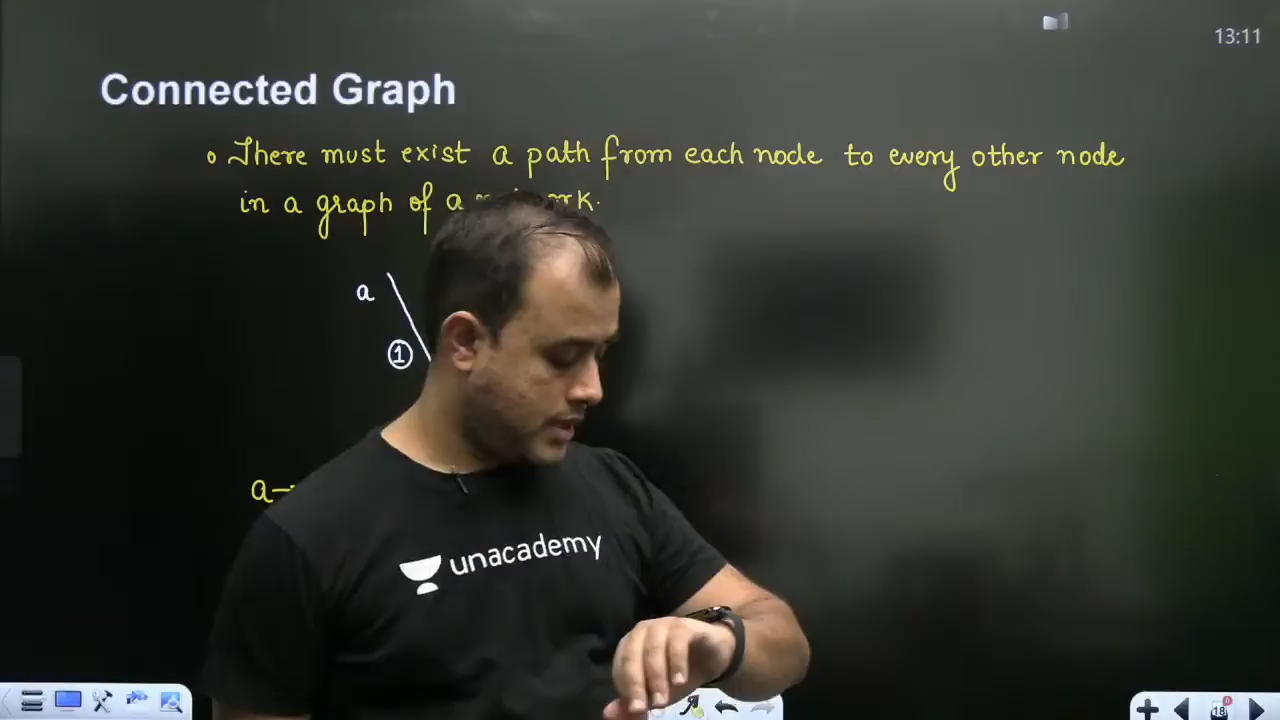 13:11
Connected Graph
There must exist a path from each node to every other node
in a graph of a
a
1
a
unacademy
18